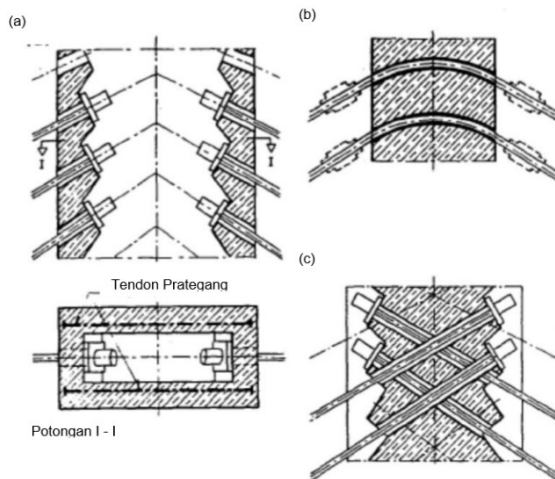 (a)
(b)
I
I
Tendon Prategang
(c)
Potongan I - I